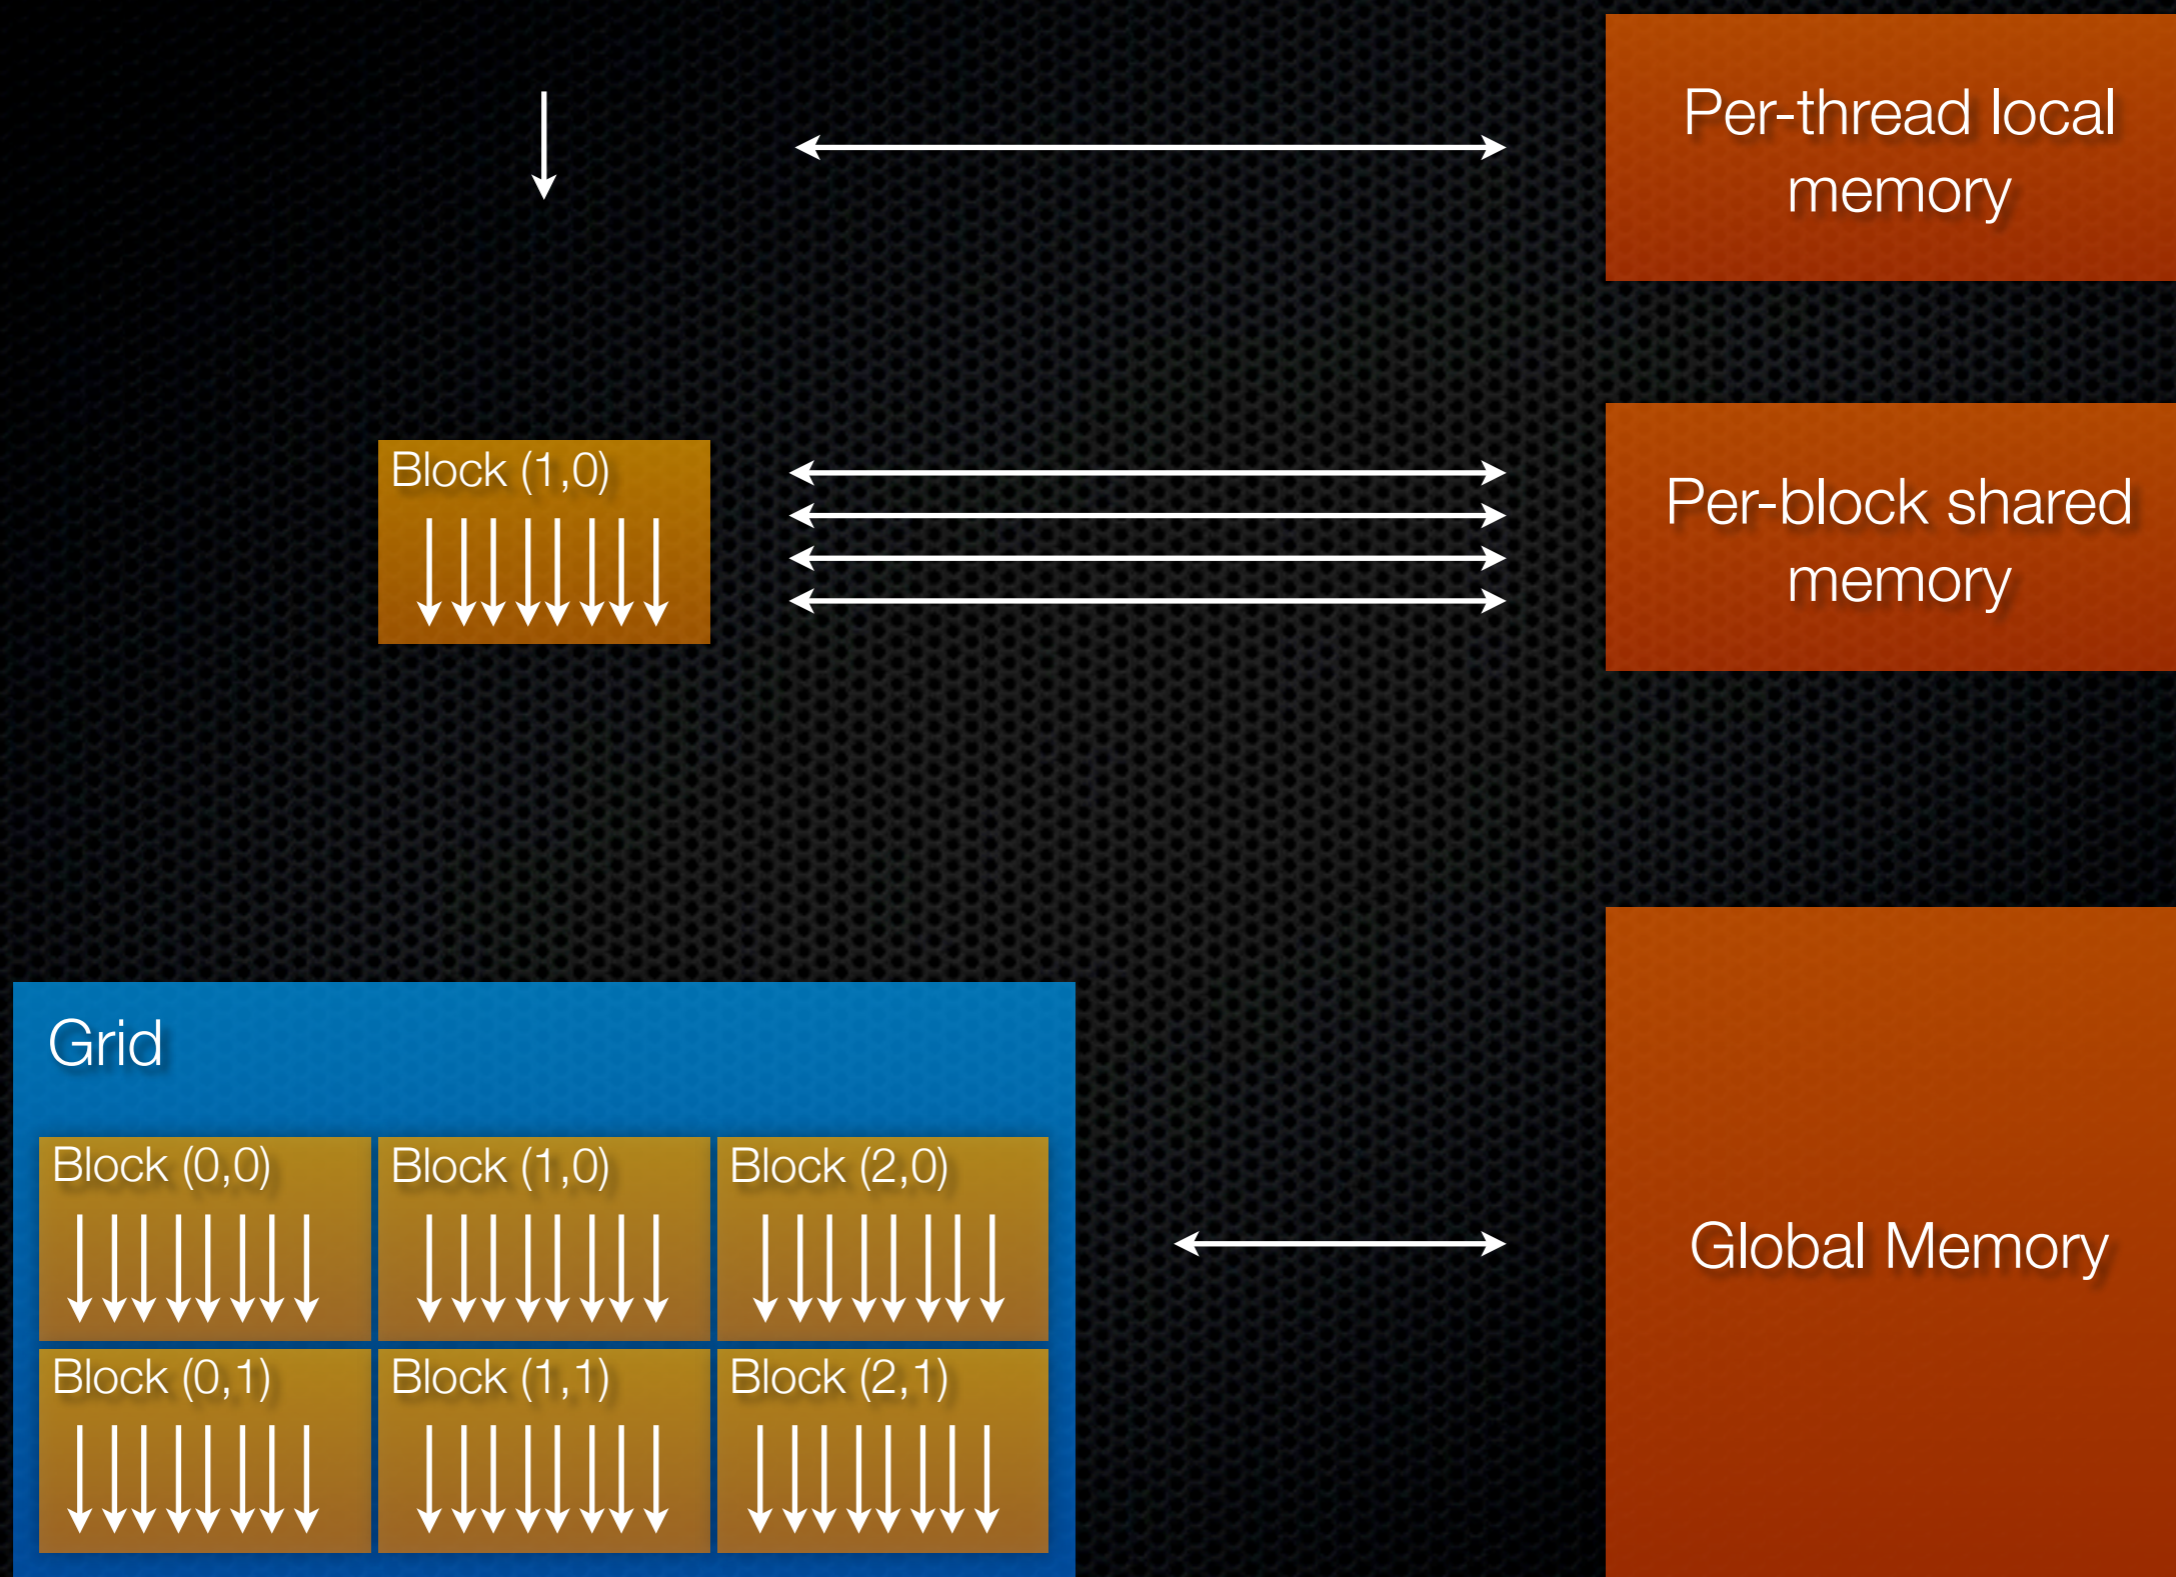 Per-thread local
memory
Block (1,0)
Per-block shared
memory
Grid
Block (0,0)
Block (1,0)
Block (2,0)
Block (0,1)
Block (1,1)
Block (2,1)
Global Memory